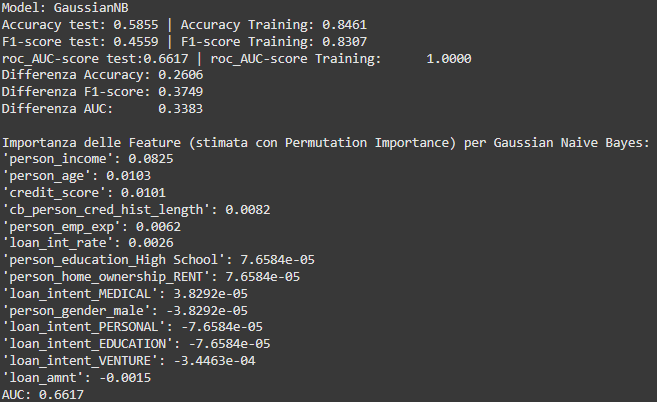 Model: GaussianNB
Accuracy test: 0.5855 | Accuracy Training: 0.8461
F1-score test: 0.4559 | F1-score Training: 0.8307
roc_AUC-score test:0.6617 | roc_AUC-score Training: 1.0000
Differenza Accuracy: 0.2606
Differenza F1-score: 0.3749
Differenza AUC: 0.3383
Importanza delle Feature (stimata con Permutation Importance) per Gaussian Naive Bayes:
'person_income': 0.0825
'person_age': 0.0103
'credit_score': 0.0101
'cb_person_cred_hist_length': 0.0082
'person_emp_exp': 0.0062
'loan_int_rate': 0.0026
'person_education_High School': 7.6584e-05
'person_home_ownership_RENT': 7.6584e-05
'loan_intent_MEDICAL': 3.8292e-05
'person_gender_male': -3.8292e-05
'loan_intent_PERSONAL': -7.6584e-05
'loan_intent_EDUCATION': -7.6584e-05
'loan_intent_VENTURE': -3.4463e-04
'loan_amnt': -0.0015
AUC: 0.6617